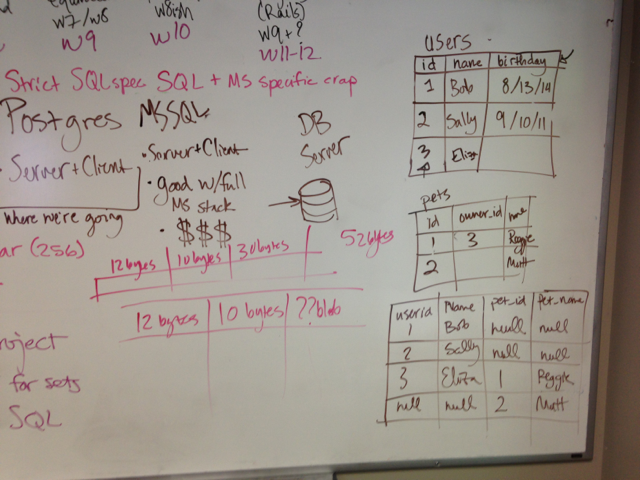 w7/w8 w8ish (Rails)
w9 w10 w9+?
w11-12
Strict SQL spec SQL + MS specific crap
Postgres MSSQL DB
Server
Server+Client • Server+Client
• good w/full
MS stack
where we're going • $$$
ar (256)
12 bytes 10 bytes 30 bytes 52 bytes
12 bytes 10 bytes ??blob
roject
for sets
SQL
users
id name birthday
1 Bob 8/13/14
2 Sally 9/10/11
3 Eliza
pets
id owner_id name
1 3 Reggie
2 Matt
userid Name pet_id pet_name
1 Bob null null
2 Sally null null
3 Eliza 1 Reggie
null null 2 Matt